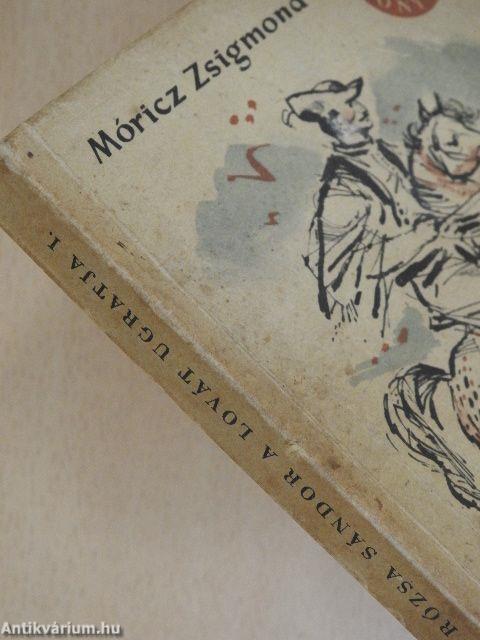 Móricz Zsigmond
RÓZSA SÁNDOR A LOVÁT UGRATJA I.
Antikvárium.hu